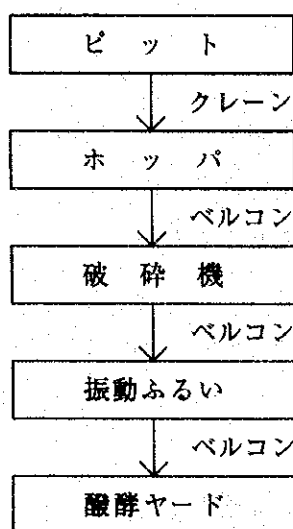 ピット
クレーン
ホッパ
ベルコン
破砕機
ベルコン
振動ふるい
ベルコン
醗酵ヤード